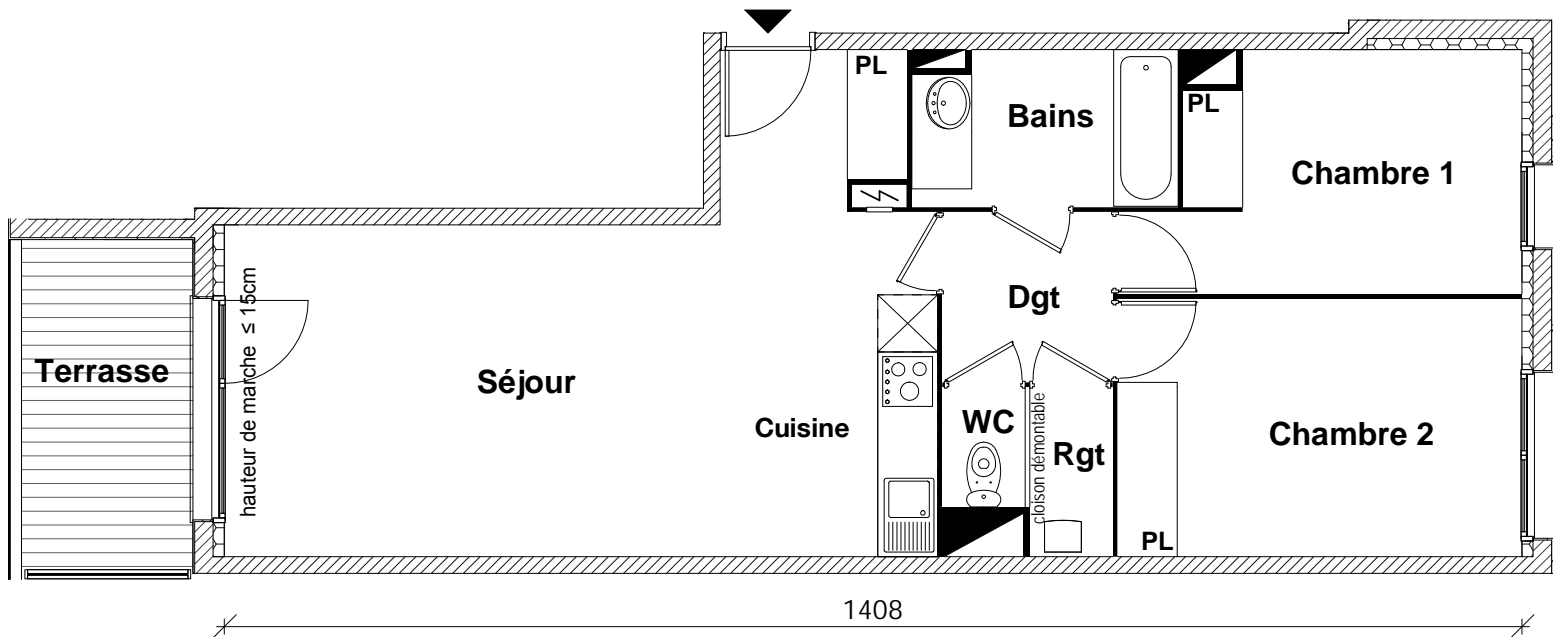 PL
Bains
PL
Chambre 1
Dgt
hauteur de marche ≤ 15cm
Terrasse
Séjour
Cuisine
WC
cloison démontable
Rgt
Chambre 2
PL
1408